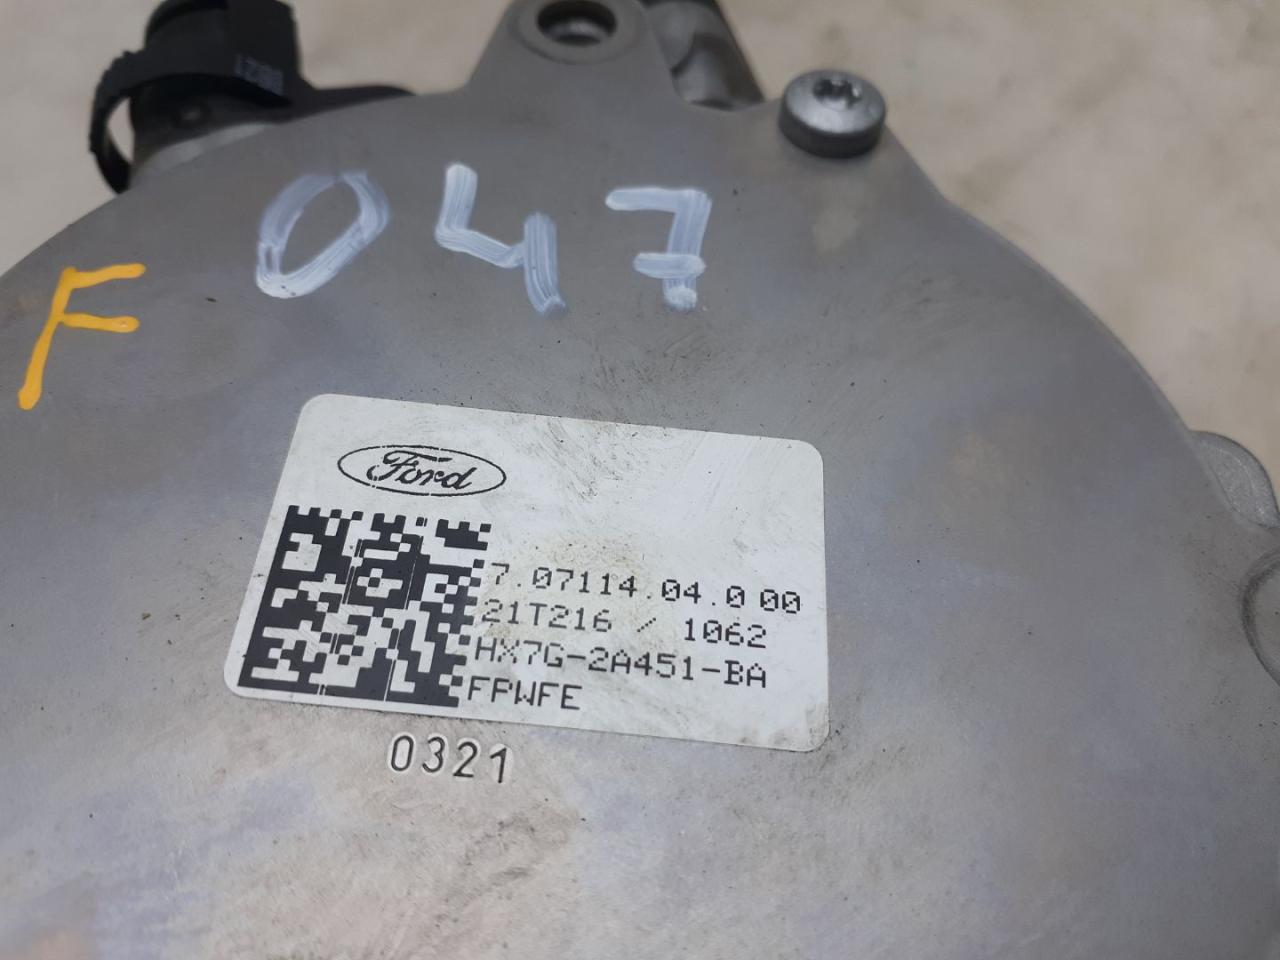 047
F
Ford
7.07114.04.0 00
21T216 / 1062
HX7G-2A451-BA
FPWFE
0321